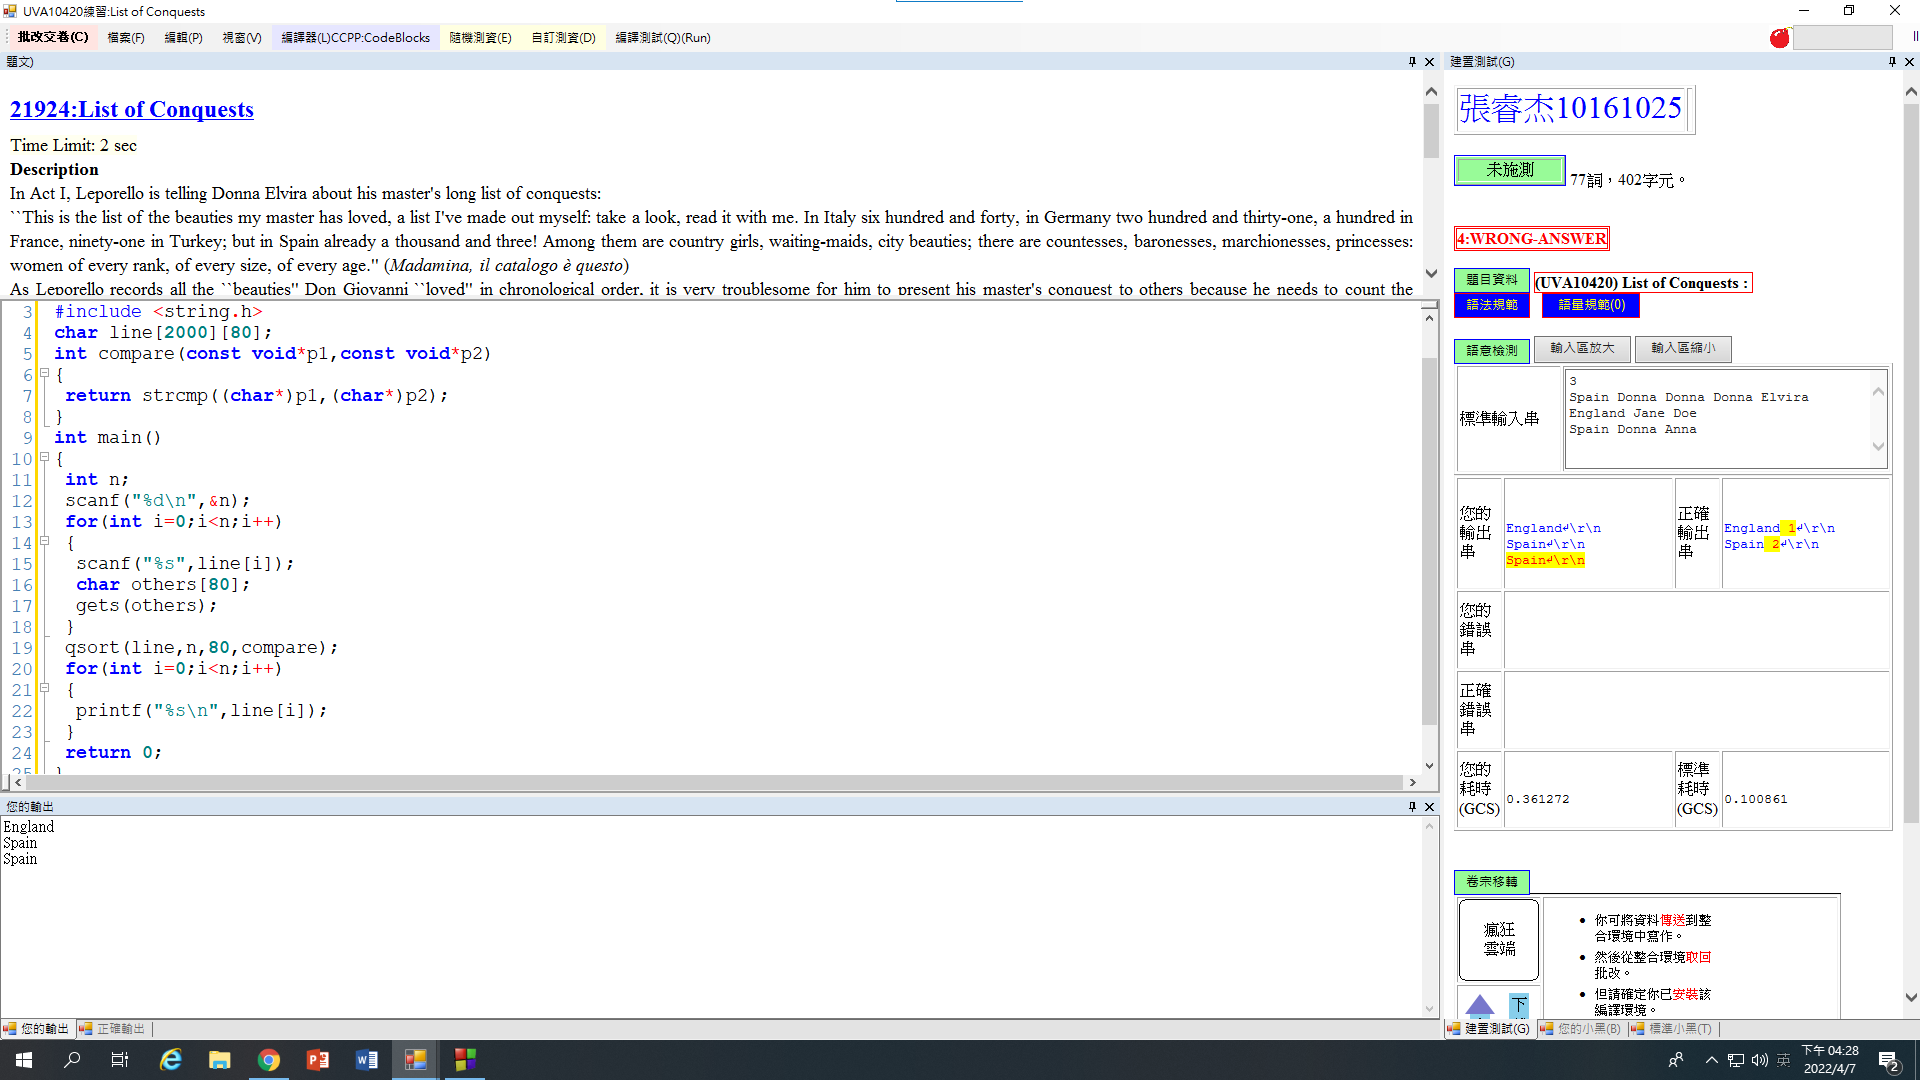 UVA10420練習:List of Conquests
批改交卷(C) 檔案(F) 編輯(P) 視窗(V) 編譯器(L)CCPP:CodeBlocks 隨機測資(E) 自訂測資(D) 編譯測試(Q)(Run)
題文)
21924:List of Conquests
Time Limit: 2 sec
Description
In Act I, Leporello is telling Donna Elvira about his master's long list of conquests:
``This is the list of the beauties my master has loved, a list I've made out myself: take a look, read it with me. In Italy six hundred and forty, in Germany two hundred and thirty-one, a hundred in
France, ninety-one in Turkey; but in Spain already a thousand and three! Among them are country girls, waiting-maids, city beauties; there are countesses, baronesses, marchionesses, princesses:
women of every rank, of every size, of every age.'' (Madamina, il catalogo è questo)
As Leporello records all the ``beauties'' Don Giovanni ``loved'' in chronological order, it is very troublesome for him to present his master's conquest to others because he needs to count the
3 #include <string.h>
4 char line[2000][80];
5 int compare(const void*p1,const void*p2)
6 {
7 return strcmp((char*)p1,(char*)p2);
8 }
9 int main()
10 {
11 int n;
12 scanf("%d\n",&n);
13 for(int i=0;i<n;i++)
14 {
15 scanf("%s",line[i]);
16 char others[80];
17 gets(others);
18 }
19 qsort(line,n,80,compare);
20 for(int i=0;i<n;i++)
21 {
22 printf("%s\n",line[i]);
23 }
24 return 0;
25 }
您的輸出
England
Spain
Spain
您的輸出 正確輸出
建置測試(G)
張睿杰10161025
未施測 77詞，402字元。
4:WRONG-ANSWER
題目資料 (UVA10420) List of Conquests :
語法規範 語量規範(0)
語意檢測 輸入區放大 輸入區縮小
標準輸入串
3
Spain Donna Donna Donna Elvira
England Jane Doe
Spain Donna Anna
您的輸出串
England↲\r\n
Spain↲\r\n
Spain↲\r\n
正確輸出串
England 1↲\r\n
Spain 2↲\r\n
您的錯誤串
正確錯誤串
您的耗時(GCS) 0.361272 標準耗時(GCS) 0.100861
卷宗移轉
瘋狂
雲端
下
• 你可將資料傳送到整
合環境中寫作。
• 然後從整合環境取回
批改。
• 但請確定你已安裝該
編譯環境。
建置測試(G) 您的小黑(B) 標準小黑(T)
英 下午 04:28
2022/4/7
2